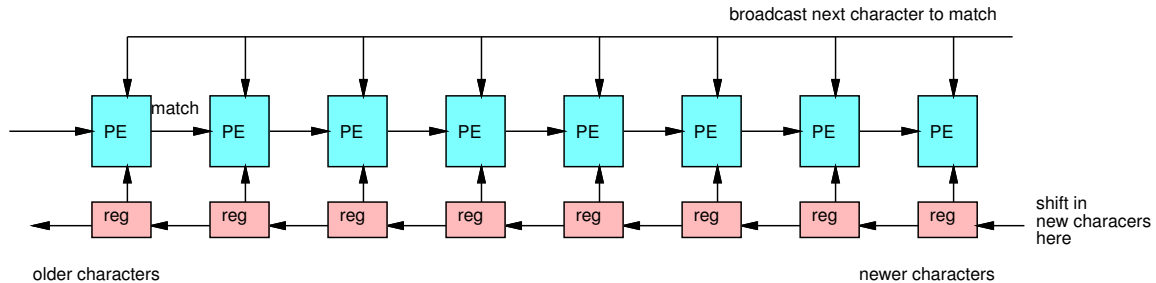 broadcast next character to match
match
PE PE PE PE PE PE PE PE
reg reg reg reg reg reg reg reg
shift in
new characers
here
older characters
newer characters